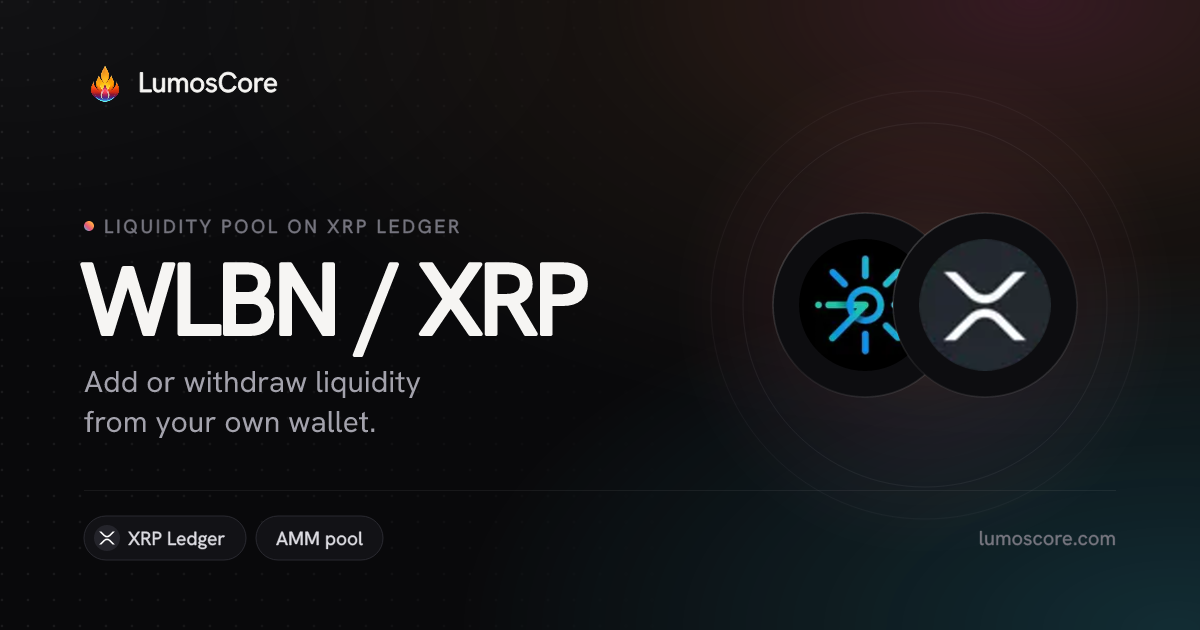 LumosCore
LIQUIDITY POOL ON XRP LEDGER
WLBN / XRP
Add or withdraw liquidity
from your own wallet.
XRP Ledger
AMM pool
lumoscore.com